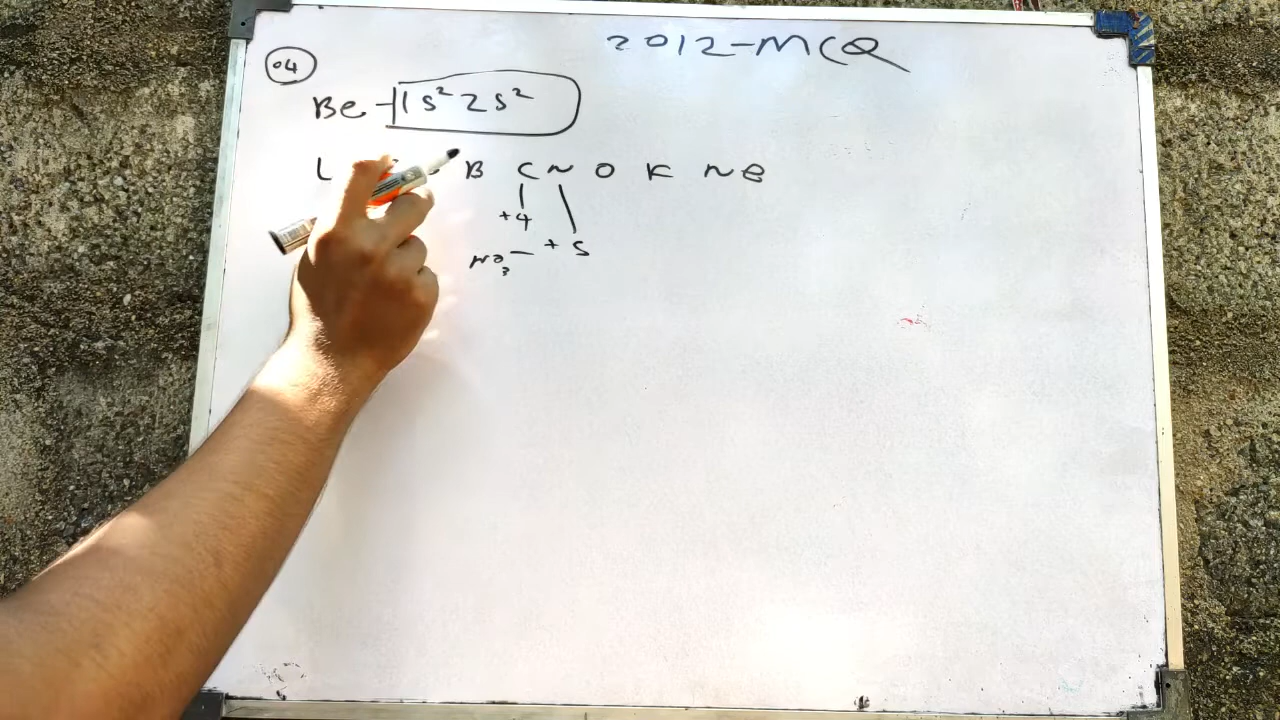 2012-MCQ
04
Be - 1s² 2s²
L B C N O F Ne
+4
NO₃⁻ +5